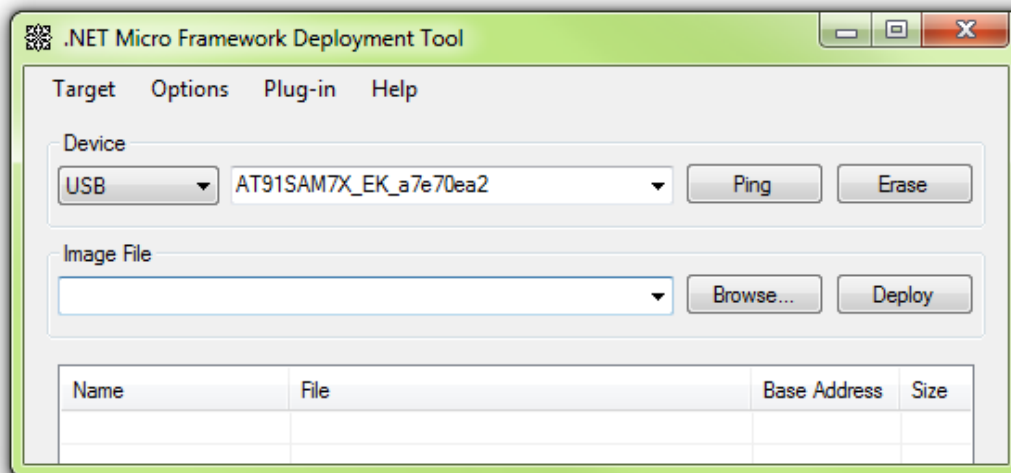 .NET Micro Framework Deployment Tool
Target Options Plug-in Help
Device
USB AT91SAM7X_EK_a7e70ea2 Ping Erase
Image File
Browse... Deploy
Name File Base Address Size